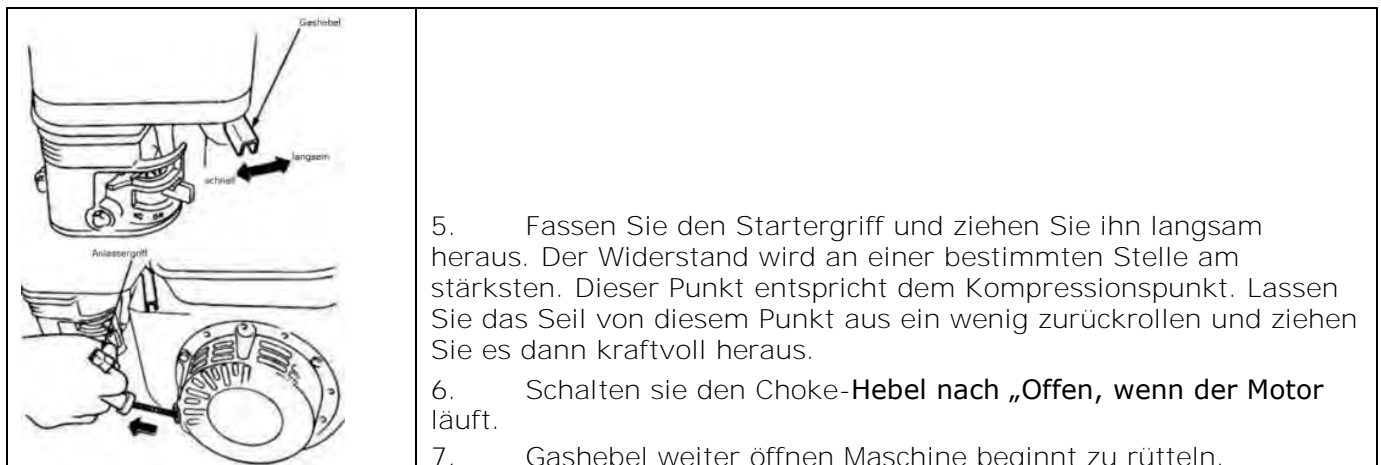 Gashebel
langsam
schnell
Anlassergriff
5. Fassen Sie den Startergriff und ziehen Sie ihn langsam
heraus. Der Widerstand wird an einer bestimmten Stelle am
stärksten. Dieser Punkt entspricht dem Kompressionspunkt. Lassen
Sie das Seil von diesem Punkt aus ein wenig zurückrollen und ziehen
Sie es dann kraftvoll heraus.
6. Schalten sie den Choke-Hebel nach „Offen, wenn der Motor
läuft.
7. Gashebel weiter öffnen Maschine beginnt zu rütteln.